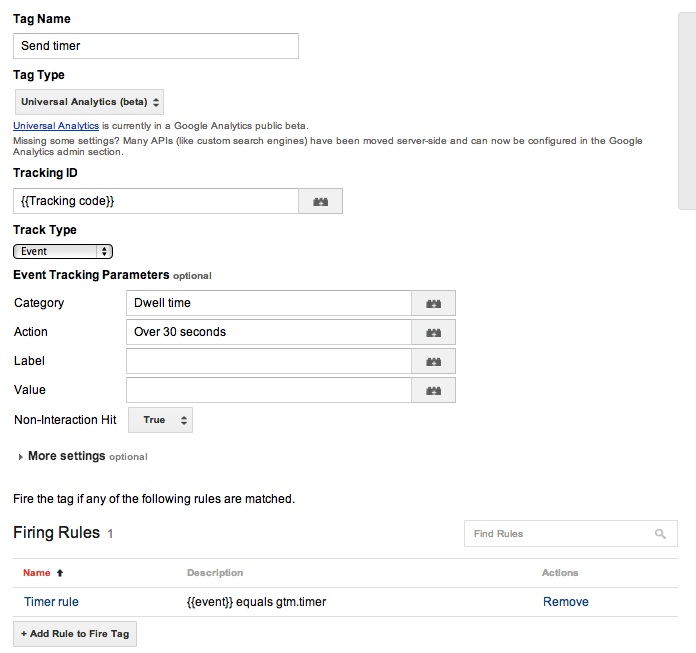 Tag Name
Send timer
Tag Type
Universal Analytics (beta)
Universal Analytics is currently in a Google Analytics public beta.
Missing some settings? Many APIs (like custom search engines) have been moved server-side and can now be configured in the Google
Analytics admin section.
Tracking ID
{{Tracking code}}
Track Type
Event
Event Tracking Parameters optional
Category Dwell time
Action Over 30 seconds
Label
Value
Non-Interaction Hit True
More settings optional
Fire the tag if any of the following rules are matched.
Firing Rules 1 Find Rules
Name Description Actions
Timer rule {{event}} equals gtm.timer Remove
+ Add Rule to Fire Tag